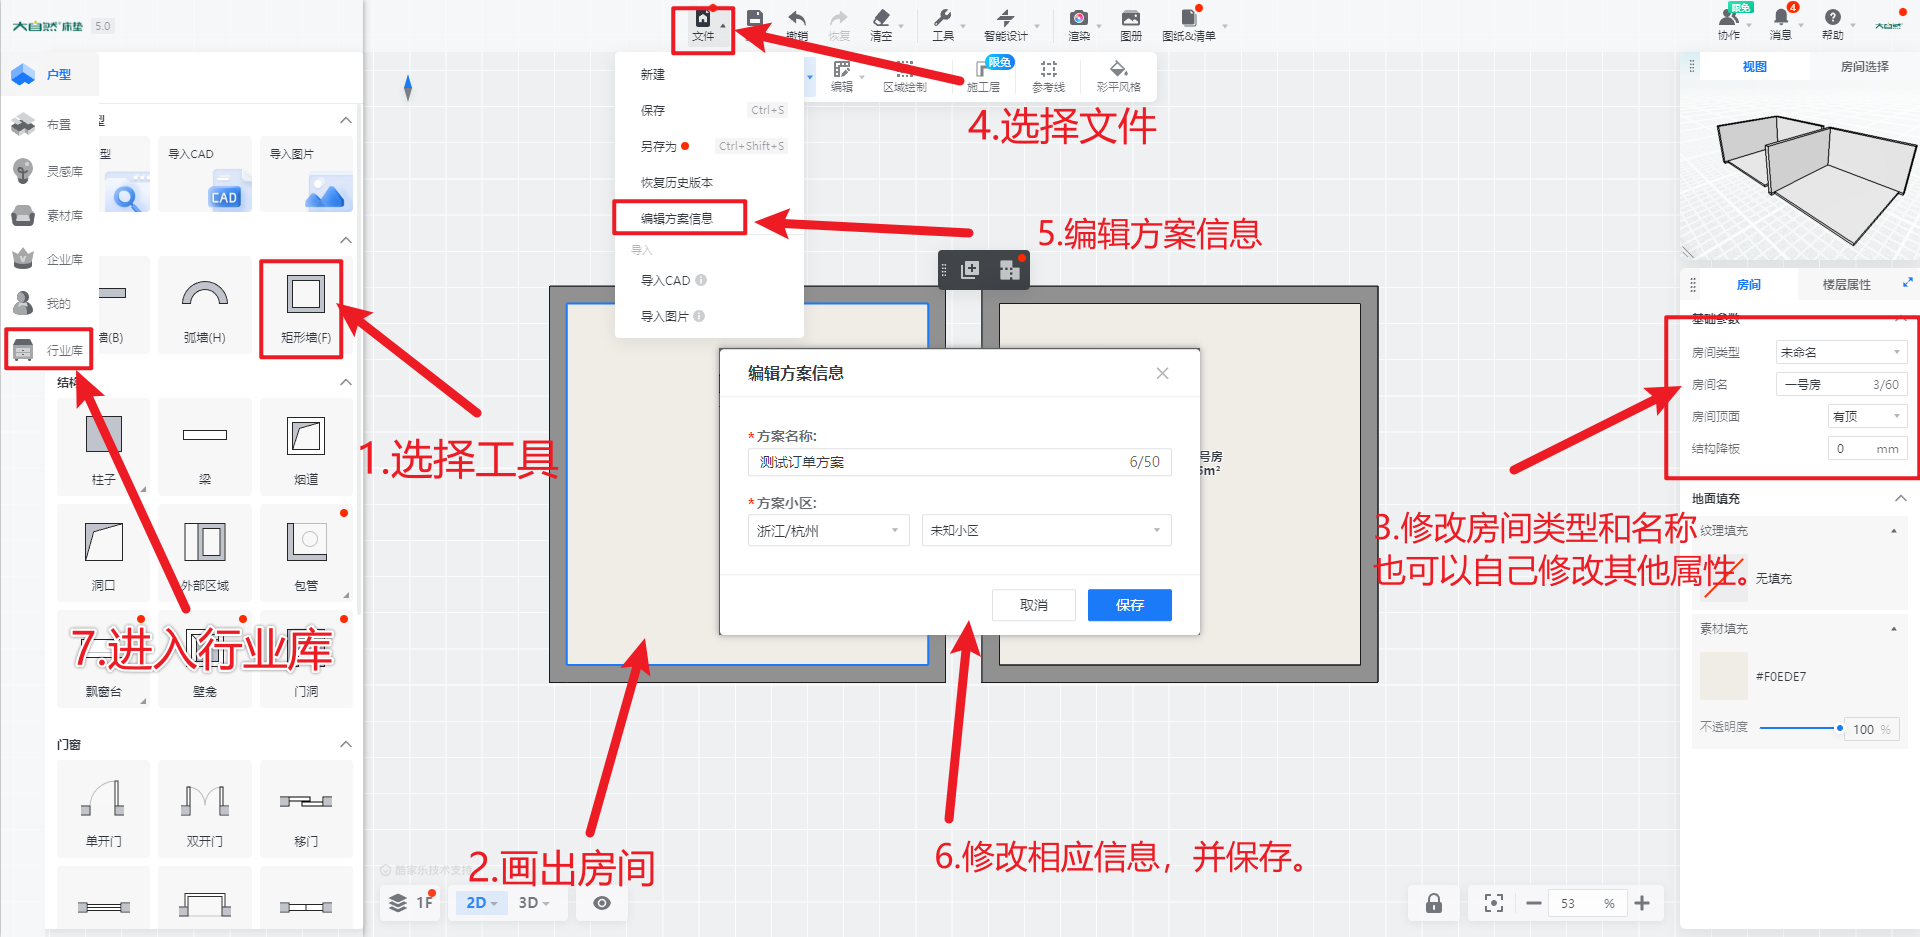 大自然®床垫 5.0
文件
撤销
恢复
清空
工具
智能设计
渲染
图册
图纸&清单
限免
协作
4
消息
帮助
大自然
户型
布置
灵感库
素材库
企业库
我的
行业库
型
型
导入CAD
CAD
导入图片
墙(B)
弧墙(H)
矩形墙(F)
结构
柱子
梁
烟道
洞口
外部区域
包管
飘窗台
壁龛
门洞
门窗
单开门
双开门
移门
新建
保存 Ctrl+S
另存为 Ctrl+Shift+S
恢复历史版本
编辑方案信息
导入
导入CAD
导入图片
编辑
区域绘制
限免
施工层
参考线
彩平风格
4.选择文件
5.编辑方案信息
1.选择工具
7.进入行业库
2.画出房间
编辑方案信息
*方案名称:
测试订单方案 6/50
*方案小区:
浙江/杭州
未知小区
取消
保存
号房
m²
6.修改相应信息，并保存。
3.修改房间类型和名称
也可以自己修改其他属性。
视图
房间选择
房间
楼层属性
基础参数
房间类型 未命名
房间名 一号房 3/60
房间顶面 有顶
结构降板 0 mm
地面填充
纹理填充
无填充
素材填充
#F0EDE7
不透明度 100 %
酷家乐技术支持
1F
2D
3D
53 %